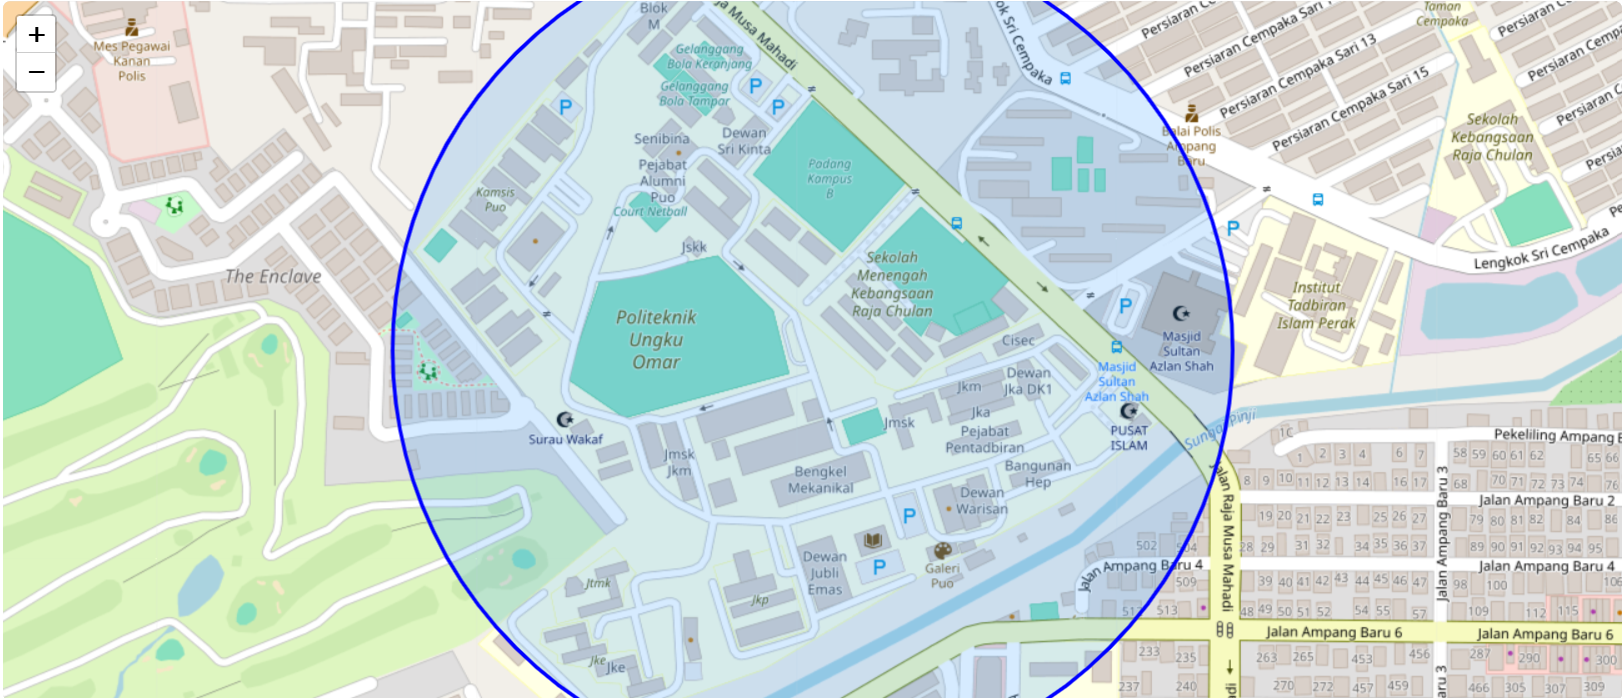 +
−
Mes Pegawai
Kanan
Polis
Blok
M
Musa Mahadi
Gelanggang
Bola Keranjang
Gelanggang
Bola Tampar
P
P
P
Senibina
Dewan
Sri Kinta
Pejabat
Alumni
Puo
Court Netball
Kamsis
Puo
Padang
Kampus
B
Jskk
Sri Cempaka
Balai Polis
Ampang
Baru
Persiaran Ce
Persiaran Cempaka Sari
Persiaran Cempaka Sari 13
Persiaran Cempaka Sari 15
Taman
Cempaka
Sekolah
Kebangsaan
Raja Chulan
Lengkok Sri Cempaka
P
Institut
Tadbiran
Islam Perak
The Enclave
Politeknik
Ungku
Omar
Sekolah
Menengah
Kebangsaan
Raja Chulan
P
Masjid
Sultan
Azlan Shah
Masjid
Sultan
Azlan Shah
PUSAT
ISLAM
Cisec
Dewan
Jka DK1
Jkm
Jka
Pejabat
Pentadbiran
Jmsk
Surau Wakaf
Jmsk
Jkm
Bengkel
Mekanikal
Bangunan
Hep
Dewan
Warisan
P
P
Dewan
Jubli
Emas
Galeri
Puo
Jtmk
Jkp
Jke
Jke
Sungai Pinji
Jalan Raja Musa Mahadi
1C
Pekeliling Ampang
1 2 3 4 6 7
58 59 60 61 62 65 66
8 9 10 11 12 13 14 16 17
68 70 71 72 73 74 76
Jalan Ampang Baru 2
Jalan Ampang Baru 3
19 20 21 22 23 25 26 27
79 80 81 82 84 86
28 29 31 32 34 35 36 37
89 90 91 92 93 94 95
502 504
Jalan Ampang Baru 4
Jalan Ampang Baru 4
509
39 40 41 42 43 44 45 46 47
98 100 106
513
48 49 50 51 52 54 55 57
109 112 115
Jalan Ampang Baru 6
Jalan Ampang Baru 6
233 235 263 265 453 456
287 290 300
237 240 270 272 457 459
466 305 307 309